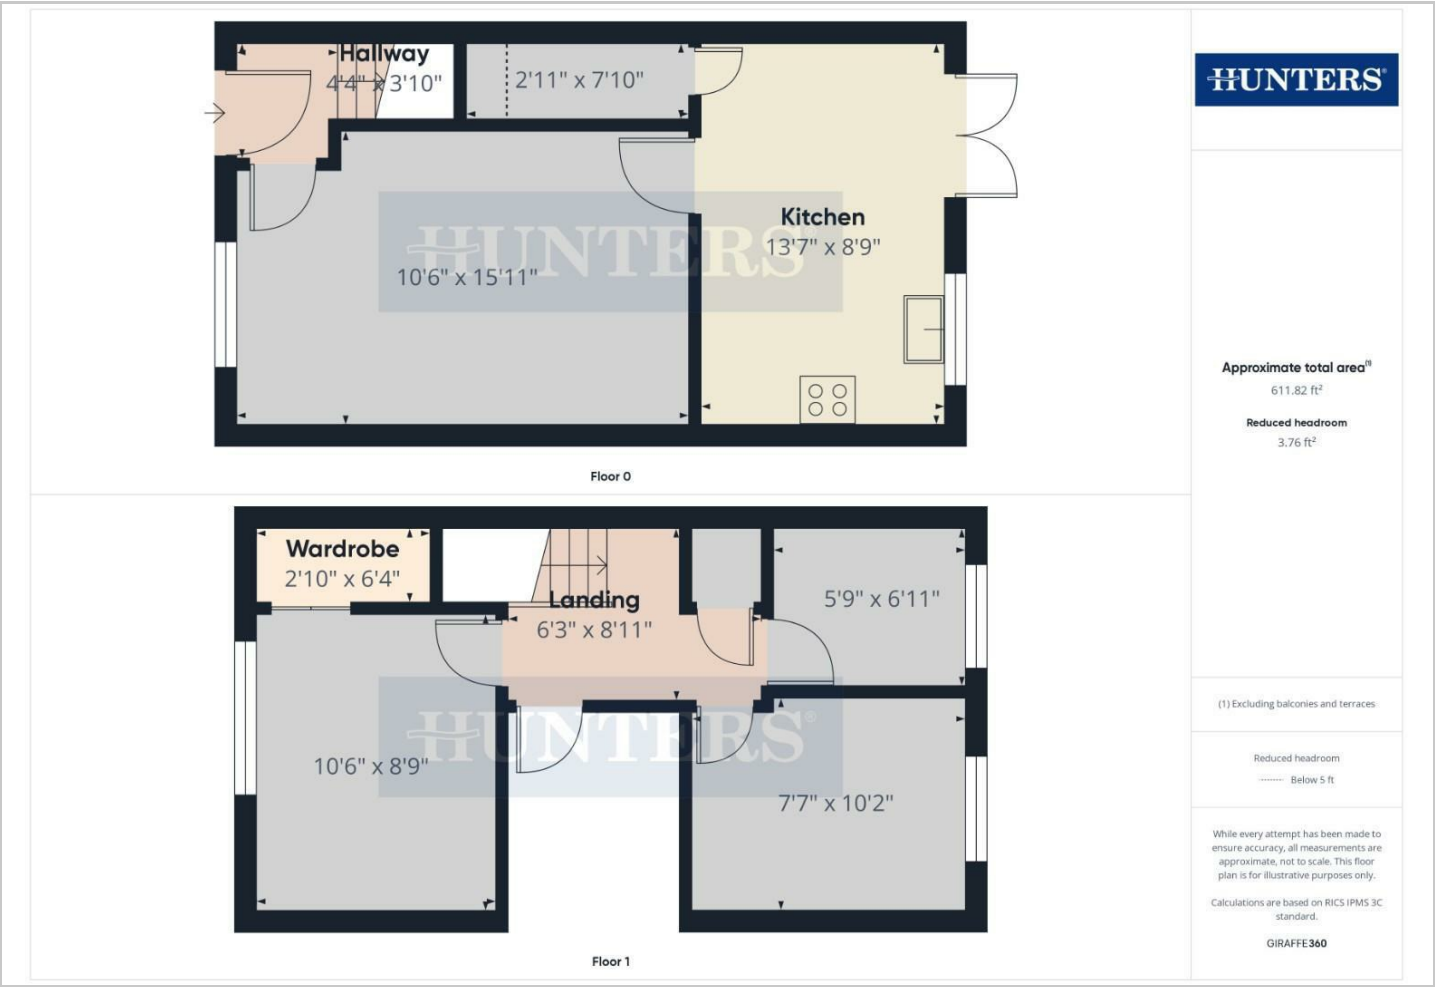 Hallway
4'4" x 3'10"
2'11" x 7'10"
HUNTERS®
Kitchen
13'7" x 8'9"
HUNTERS®
10'6" x 15'11"
Floor 0
Approximate total area(1)
611.82 ft²
Reduced headroom
3.76 ft²
Wardrobe
2'10" x 6'4"
Landing
6'3" x 8'11"
5'9" x 6'11"
HUNTERS®
10'6" x 8'9"
7'7" x 10'2"
Floor 1
(1) Excluding balconies and terraces
Reduced headroom
Below 5 ft
While every attempt has been made to
ensure accuracy, all measurements are
approximate, not to scale. This floor
plan is for illustrative purposes only.
Calculations are based on RICS IPMS 3C
standard.
GIRAFFE360